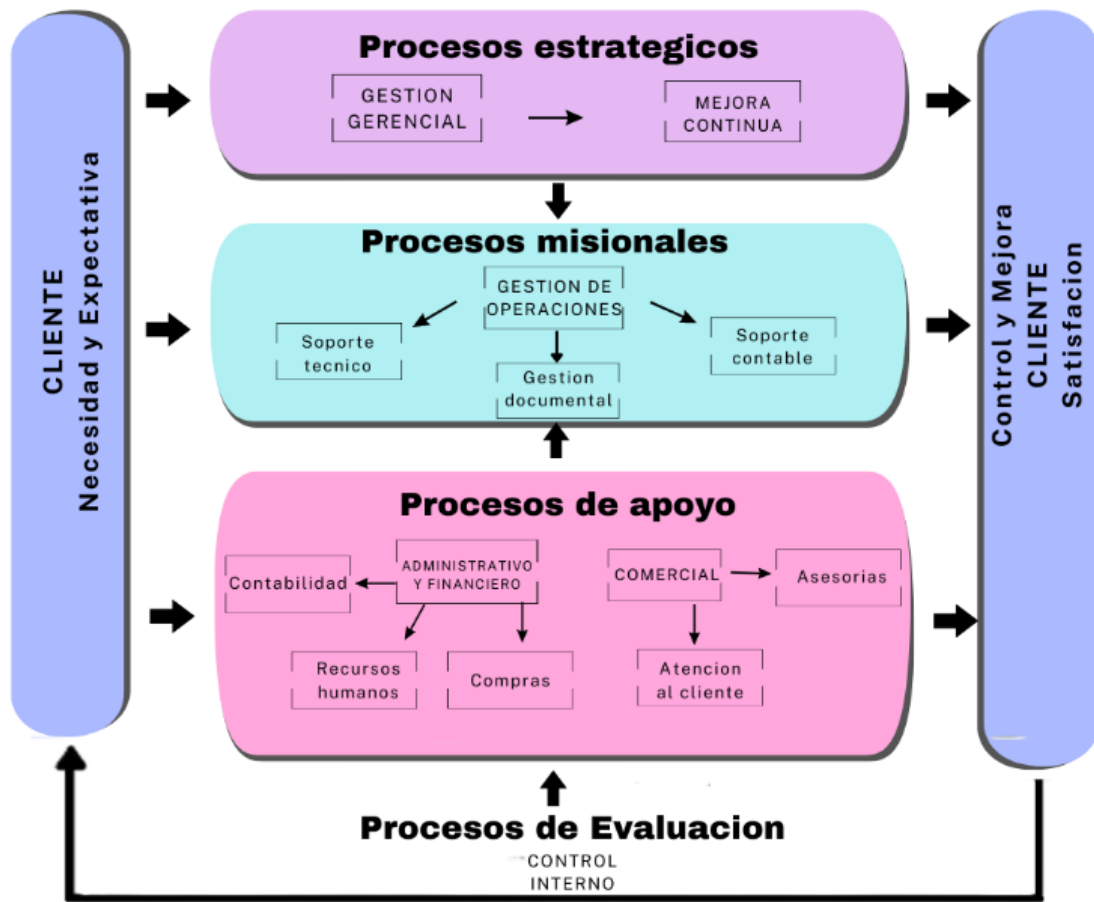 CLIENTE
Necesidad y Expectativa
Procesos estrategicos
GESTION
GERENCIAL
MEJORA
CONTINUA
Procesos misionales
GESTION DE
OPERACIONES
Soporte
tecnico
Gestion
documental
Soporte
contable
Procesos de apoyo
Contabilidad
ADMINISTRATIVO
Y FINANCIERO
COMERCIAL
Asesorias
Recursos
humanos
Compras
Atencion
al cliente
Control y Mejora
CLIENTE
Satisfacion
Procesos de Evaluacion
CONTROL
INTERNO